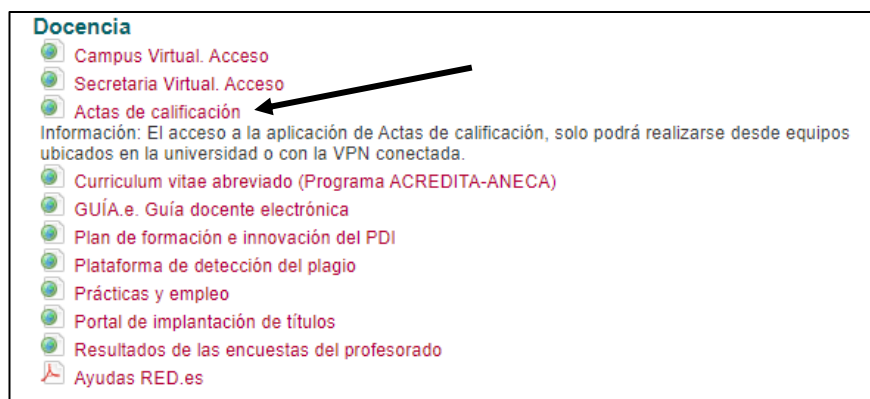 Docencia
Campus Virtual. Acceso
Secretaria Virtual. Acceso
Actas de calificación
Información: El acceso a la aplicación de Actas de calificación, solo podrá realizarse desde equipos
ubicados en la universidad o con la VPN conectada.
Curriculum vitae abreviado (Programa ACREDITA-ANECA)
GUÍA.e. Guía docente electrónica
Plan de formación e innovación del PDI
Plataforma de detección del plagio
Prácticas y empleo
Portal de implantación de títulos
Resultados de las encuestas del profesorado
Ayudas RED.es